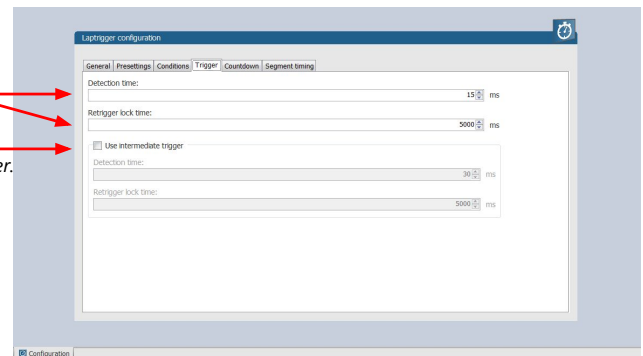 Laptrigger configuration
General Presettings Conditions Trigger Countdown Segment timing
Detection time:
15 ms
Retrigger lock time:
5000 ms
Use intermediate trigger
er.
Detection time:
30 ms
Retrigger lock time:
5000 ms
Configuration